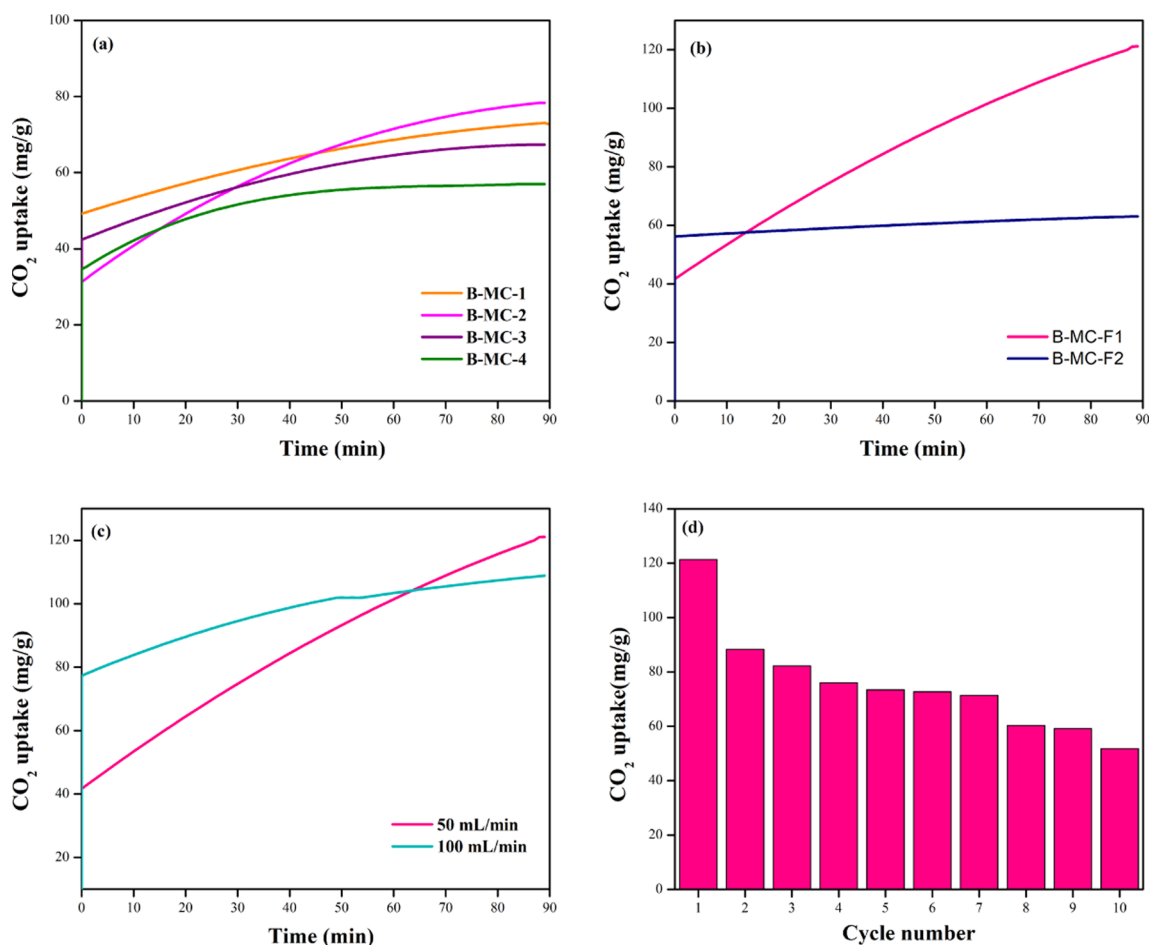 (a)
CO₂ uptake (mg/g)
100
80
60
40
20
0
B-MC-1
B-MC-2
B-MC-3
B-MC-4
0 10 20 30 40 50 60 70 80 90
Time (min)
(b)
CO₂ uptake (mg/g)
120
100
80
60
40
20
0
B-MC-F1
B-MC-F2
0 10 20 30 40 50 60 70 80 90
Time (min)
(c)
CO₂ uptake (mg/g)
120
100
80
60
40
20
50 mL/min
100 mL/min
0 10 20 30 40 50 60 70 80 90
Time (min)
(d)
CO₂ uptake(mg/g)
140
120
100
80
60
40
20
0
1 2 3 4 5 6 7 8 9 10
Cycle number